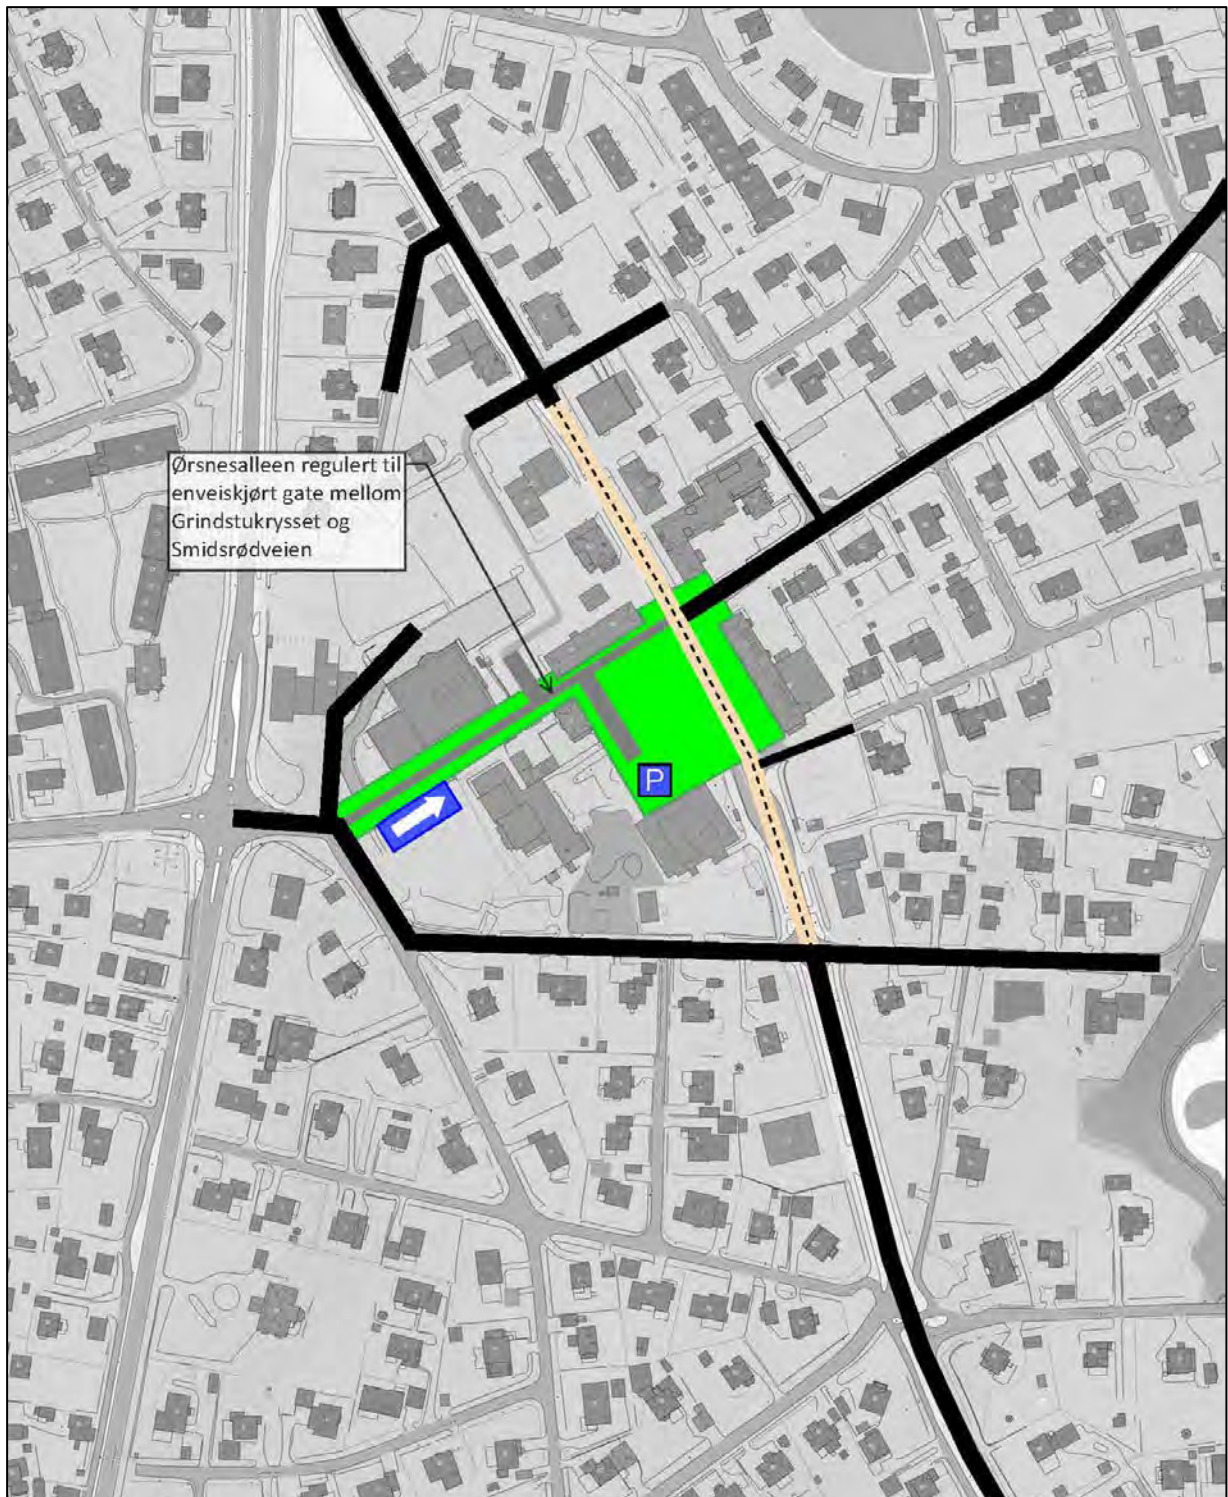 Ørsnesalleen regulert til
enveiskjørt gate mellom
Grindstukrysset og
Smidsrødveien
P